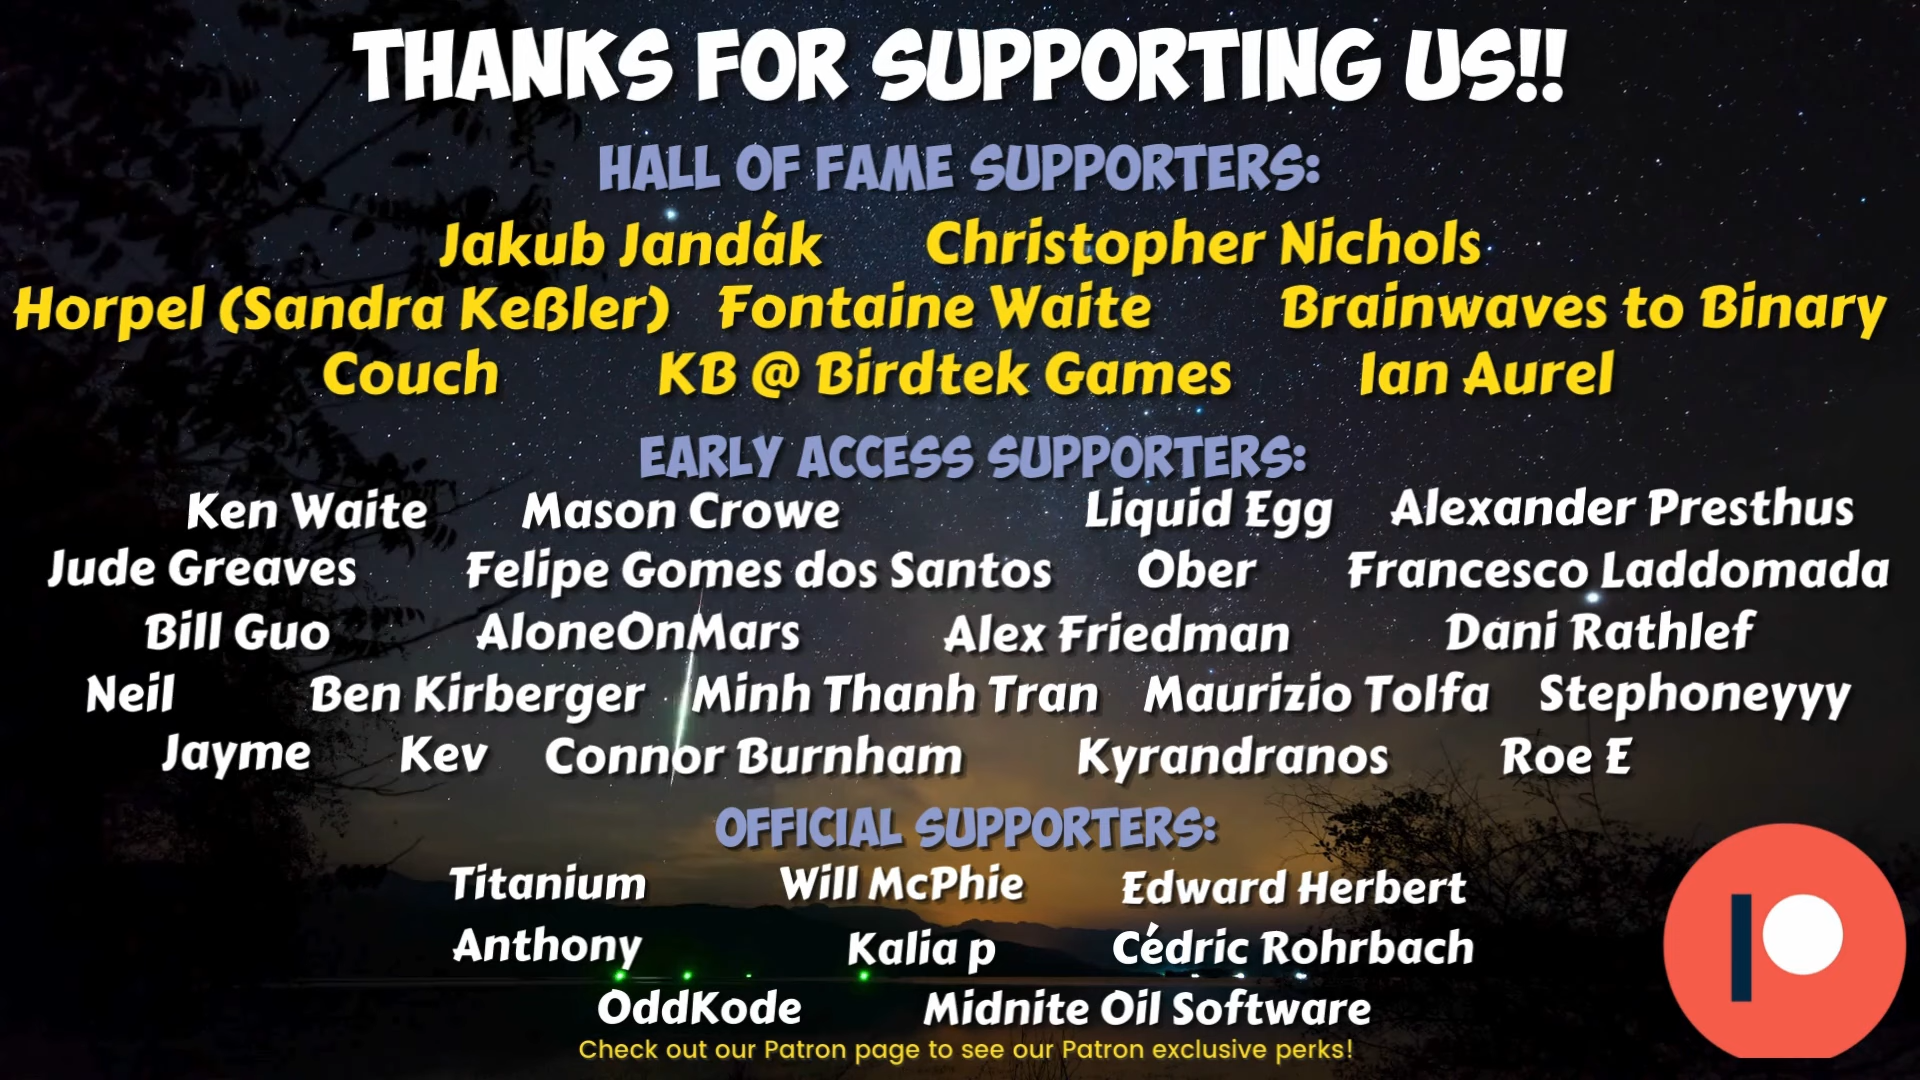 THANKS FOR SUPPORTING US!!
HALL OF FAME SUPPORTERS:
Jakub Jandák Christopher Nichols
Horpel (Sandra Keßler) Fontaine Waite Brainwaves to Binary
Couch KB @ Birdtek Games Ian Aurel
EARLY ACCESS SUPPORTERS:
Ken Waite Mason Crowe Liquid Egg Alexander Presthus
Jude Greaves Felipe Gomes dos Santos Ober Francesco Laddomada
Bill Guo AloneOnMars Alex Friedman Dani Rathlef
Neil Ben Kirberger Minh Thanh Tran Maurizio Tolfa Stephoneyyy
Jayme Kev Connor Burnham Kyrandranos Roe E
OFFICIAL SUPPORTERS:
Titanium Will McPhie Edward Herbert
Anthony Kalia p Cédric Rohrbach
OddKode Midnite Oil Software
Check out our Patron page to see our Patron exclusive perks!